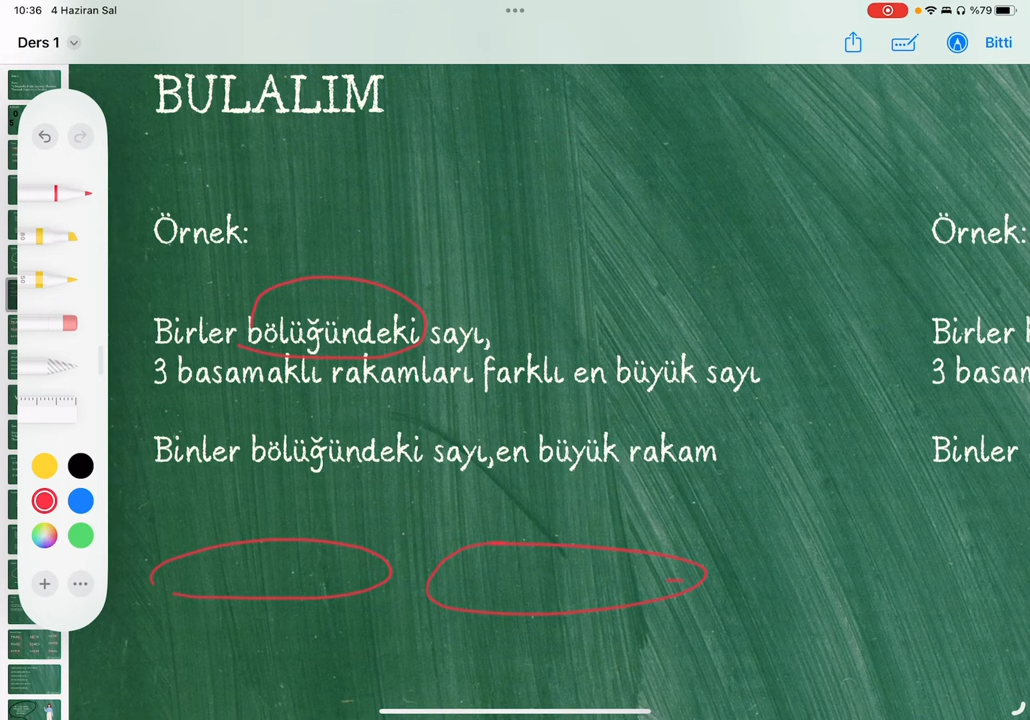 10:36 4 Haziran Sal
%79
Ders 1
Bitti
BULALIM
Örnek:
Birler bölüğündeki sayı,
3 basamaklı rakamları farklı en büyük sayı
Binler bölüğündeki sayı,en büyük rakam
Örnek:
Birler
3 basam
Binler